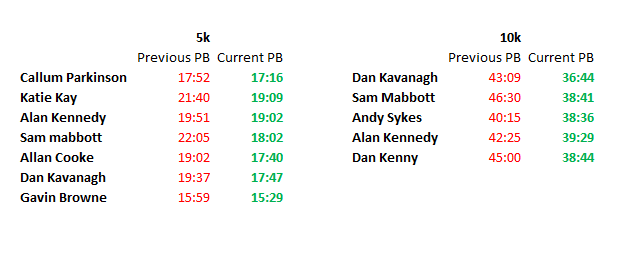 5k 10k
Previous PB Current PB Previous PB Current PB
Callum Parkinson 17:52 17:16 Dan Kavanagh 43:09 36:44
Katie Kay 21:40 19:09 Sam Mabbott 46:30 38:41
Alan Kennedy 19:51 19:02 Andy Sykes 40:15 38:36
Sam mabbott 22:05 18:02 Alan Kennedy 42:25 39:29
Allan Cooke 19:02 17:40 Dan Kenny 45:00 38:44
Dan Kavanagh 19:37 17:47
Gavin Browne 15:59 15:29